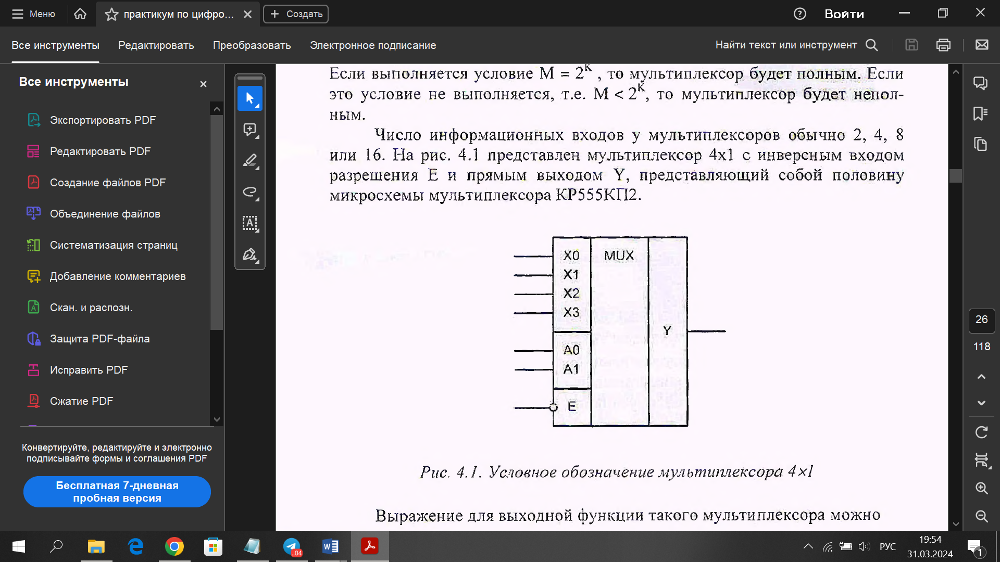 Меню
практикум по цифро...
Создать
Войти
Все инструменты
Редактировать
Преобразовать
Электронное подписание
Найти текст или инструмент
Все инструменты
Экспортировать PDF
Редактировать PDF
Создание файлов PDF
Объединение файлов
Систематизация страниц
Добавление комментариев
Скан. и распозн.
Защита PDF-файла
Исправить PDF
Сжатие PDF
Конвертируйте, редактируйте и электронно
подписывайте формы и соглашения PDF
Бесплатная 7-дневная
пробная версия
Если выполняется условие M = 2^K , то мультиплексор будет полным. Если
это условие не выполняется, т.е. M < 2^K, то мультиплексор будет непол-
ным.
Число информационных входов у мультиплексоров обычно 2, 4, 8
или 16. На рис. 4.1 представлен мультиплексор 4x1 с инверсным входом
разрешения E и прямым выходом Y, представляющий собой половину
микросхемы мультиплексора КР555КП2.
X0
MUX
X1
X2
X3
Y
A0
A1
E
Рис. 4.1. Условное обозначение мультиплексора 4×1
Выражение для выходной функции такого мультиплексора можно
26
118
..04
РУС
19:54
31.03.2024
1